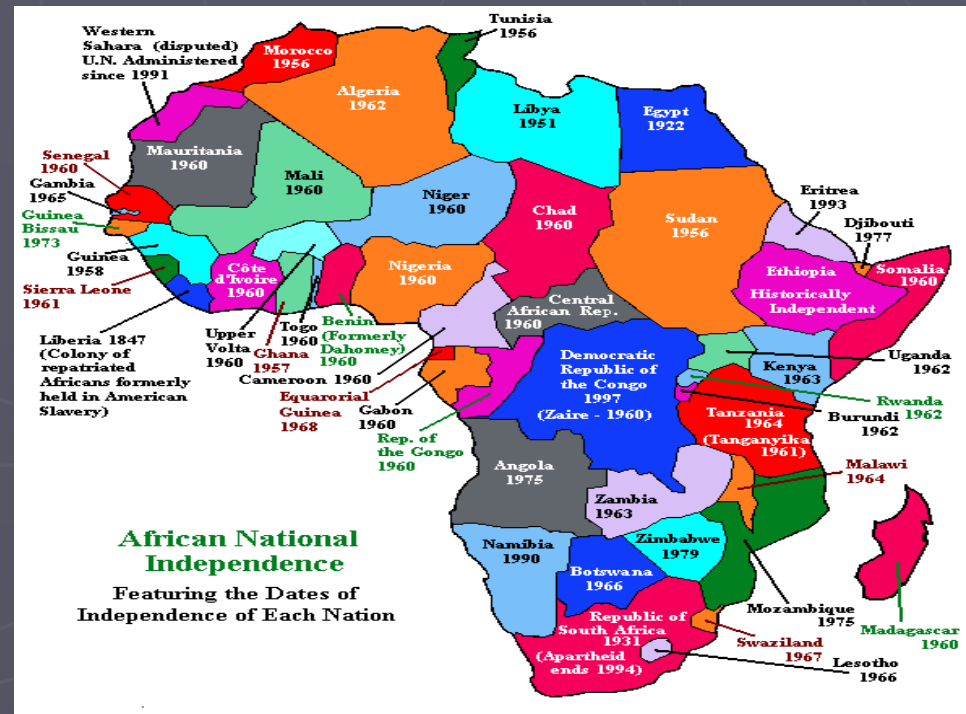 Tunisia
1956
Western
Sahara (disputed)
U.N. Administered
since 1991
Morocco
1956
Algeria
1962
Libya
1951
Egypt
1922
Mauritania
1960
Senegal
1960
Gambia
1965
Guinea
Bissau
1973
Guinea
1958
Sierra Leone
1961
Liberia 1847
(Colony of
repatriated
Africans formerly
held in American
Slavery)
Mali
1960
Niger
1960
Chad
1960
Sudan
1956
Eritrea
1993
Djibouti
1977
Somalia
1960
Ethiopia
Historically
Independent
Côte
d'Ivoire
1960
Upper
Volta
1960
Ghana
1957
Togo
1960
Benin
(Formerly
Dahomey)
1960
Nigeria
1960
Cameroon 1960
Central
African Rep.
1960
Equarorial
Guinea
1968
Gabon
1960
Rep. of
the Gongo
1960
Democratic
Republic of
the Congo
1997
(Zaire - 1960)
Uganda
1962
Kenya
1963
Rwanda
1962
Burundi
1962
Tanzania
1964
(Tanganyika
1961)
Malawi
1964
Angola
1975
Zambia
1963
Namibia
1990
Zimbabwe
1979
Botswana
1966
Mozambique
1975
Madagascar
1960
Republic of
South Africa
1931
(Apartheid
ends 1994)
Swaziland
1967
Lesotho
1966
African National
Independence
Featuring the Dates of
Independence of Each Nation